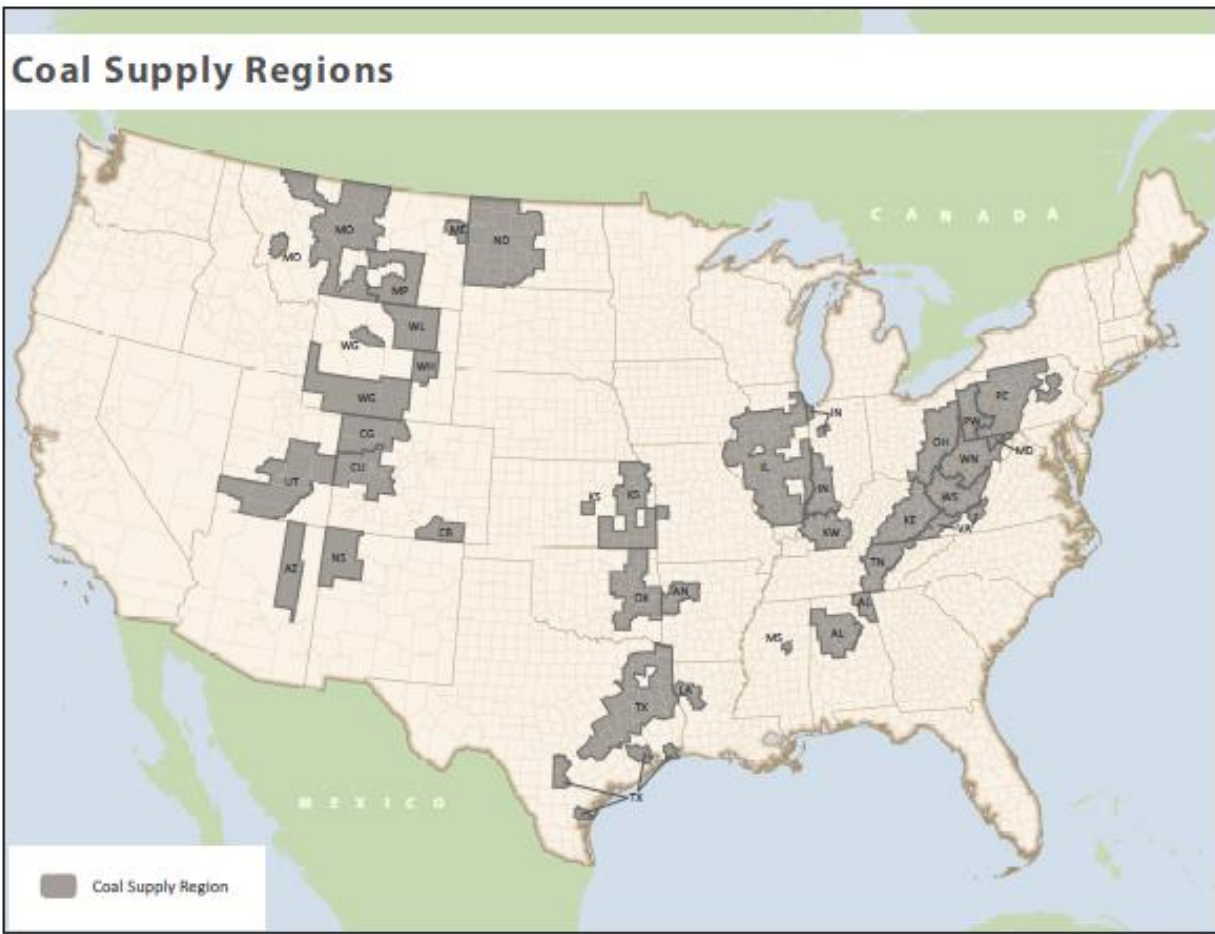 Coal Supply Regions
CANADA
MO
MO
ME
ND
MP
WL
WG
WH
WG
CG
CU
UT
CR
AZ
NS
KS
KS
OK
AN
IL
IN
IN
KW
OH
PW
PC
MD
WN
WS
KE
VA
TN
AL
AL
MS
TX
LA
TX
MEXICO
Coal Supply Region